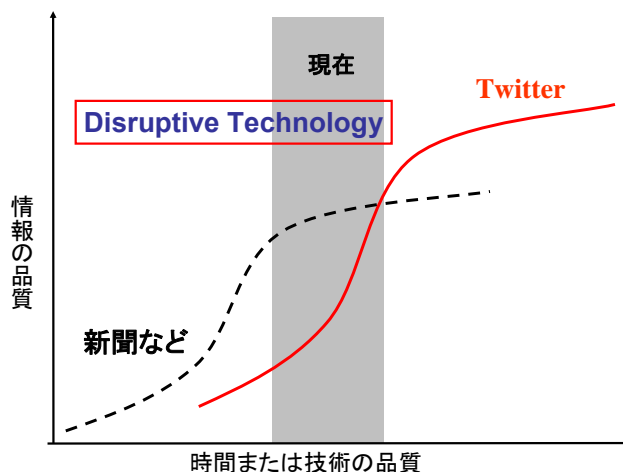 現在
Twitter
Disruptive Technology
情報の品質
新聞など
時間または技術の品質